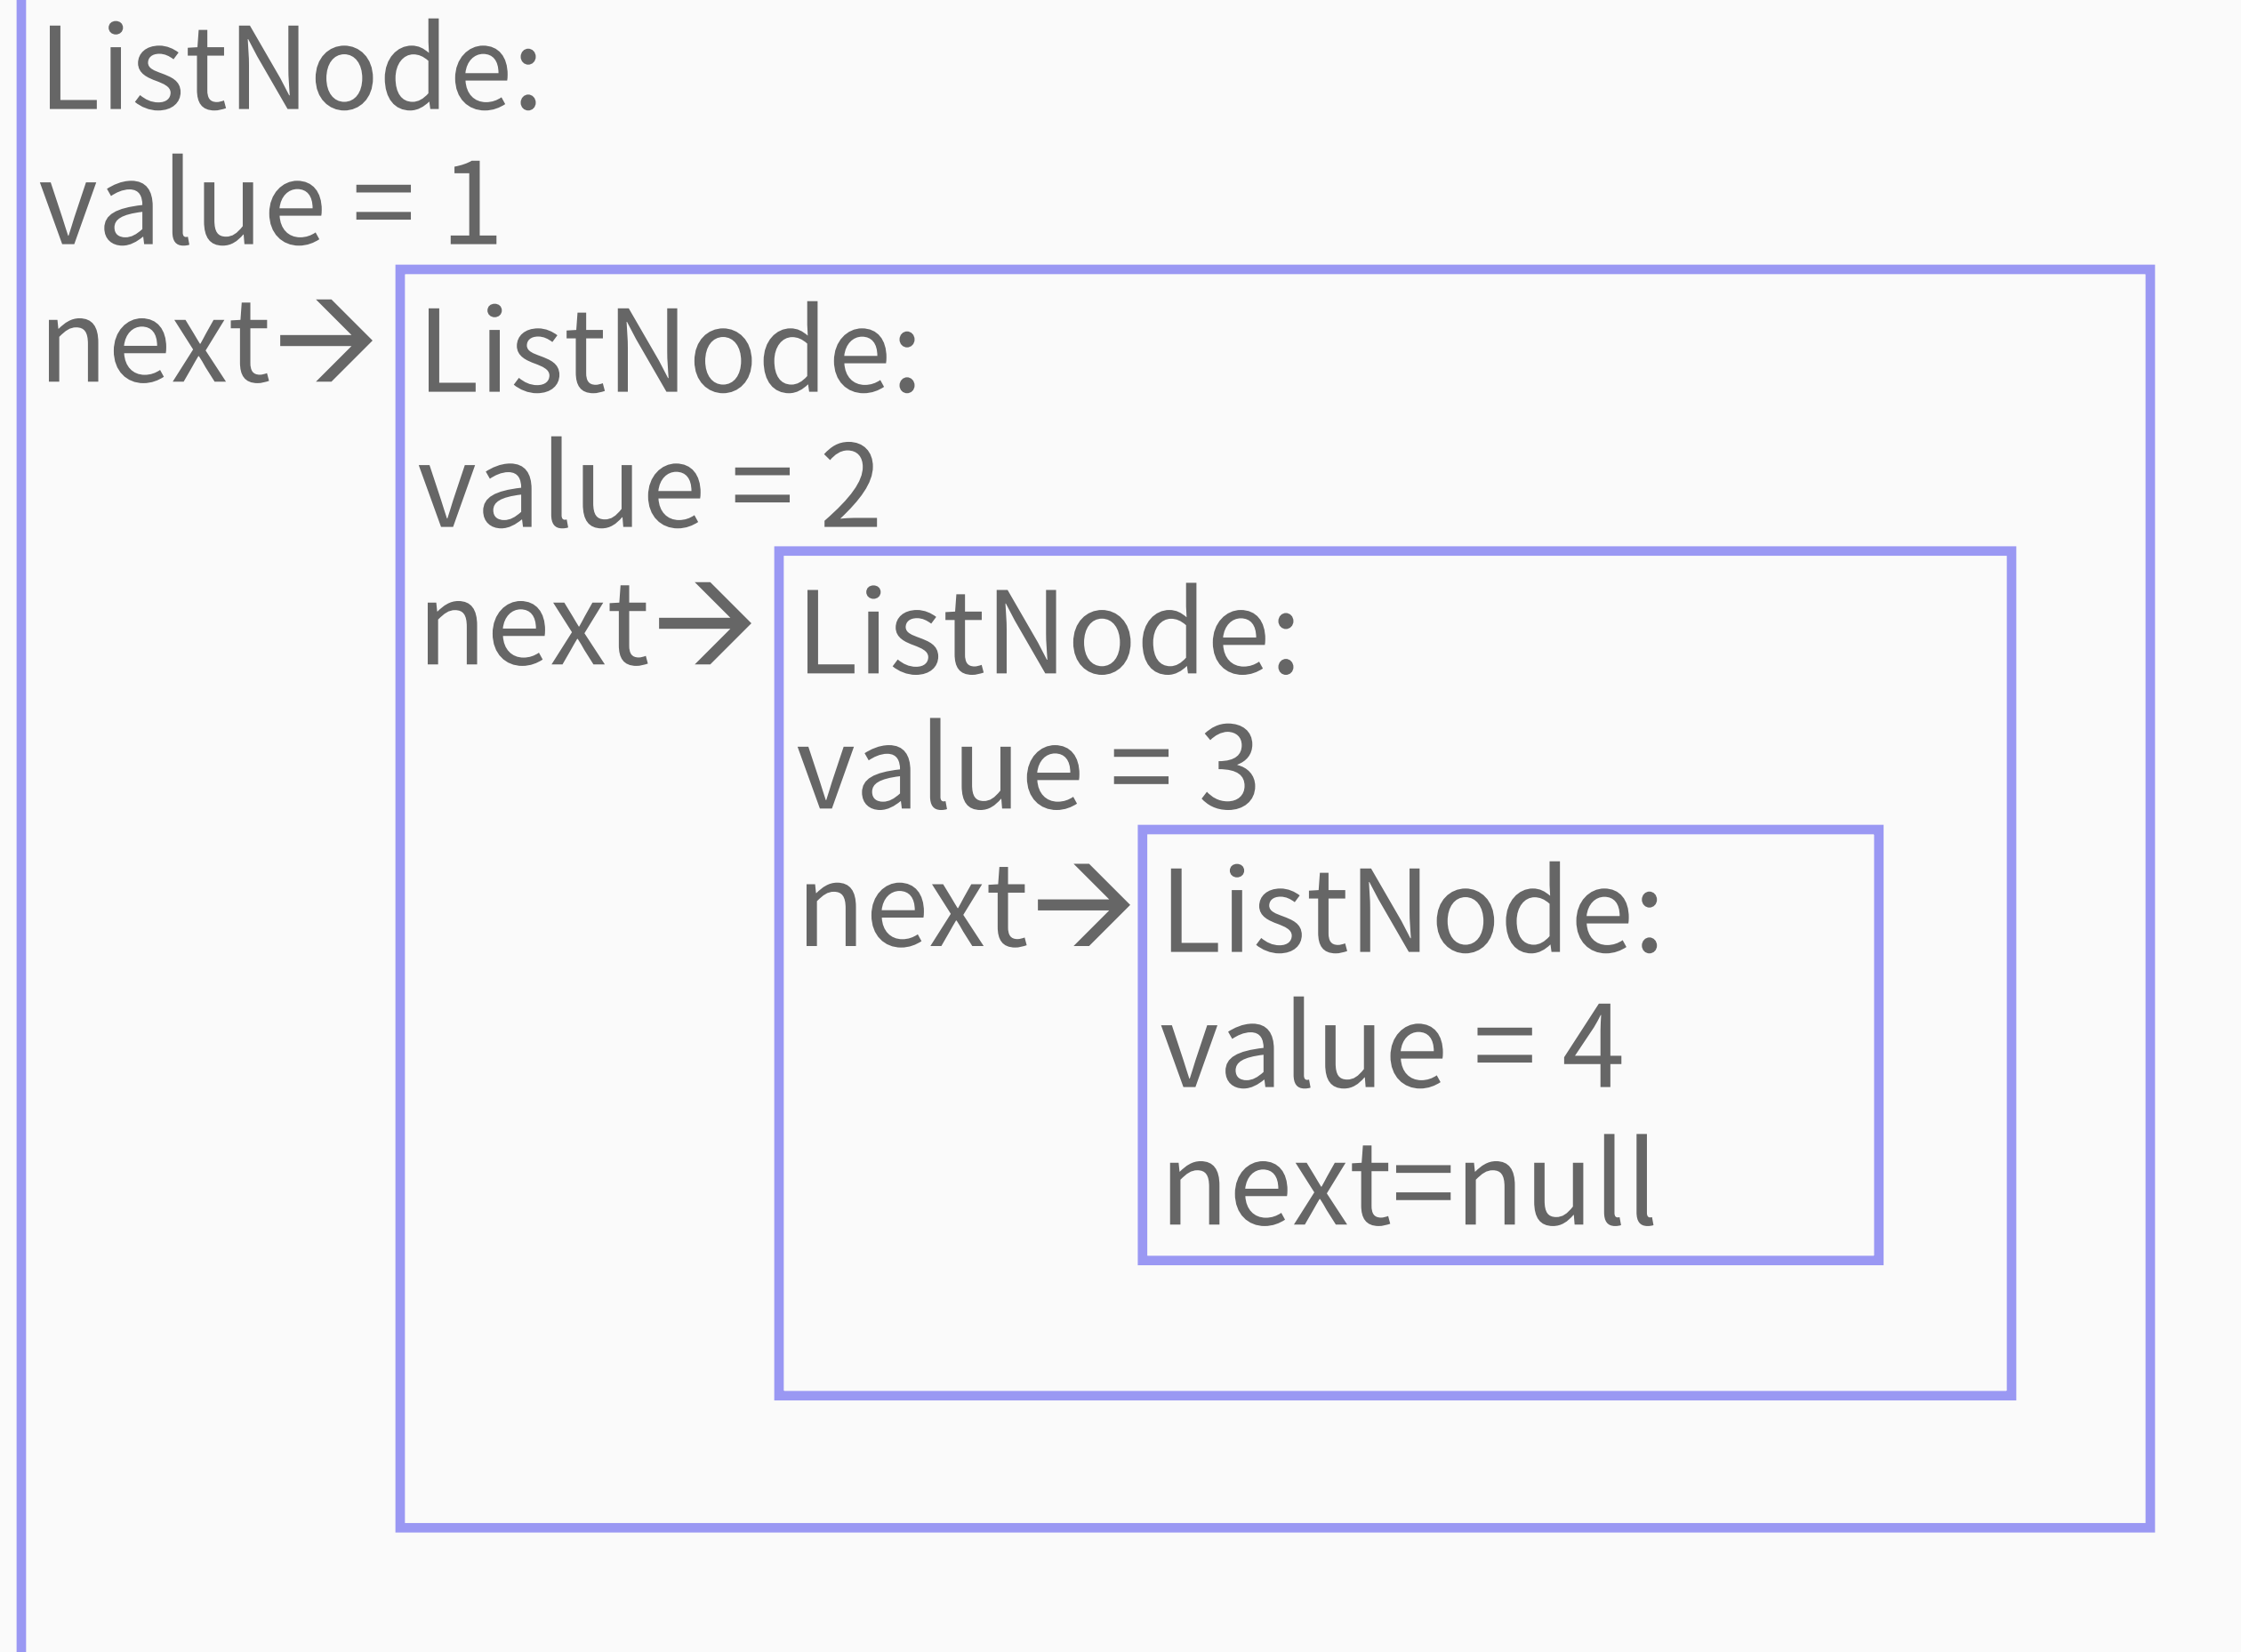 ListNode:
value = 1
next→
ListNode:
value = 2
next→
ListNode:
value = 3
next→
ListNode:
value = 4
next=null